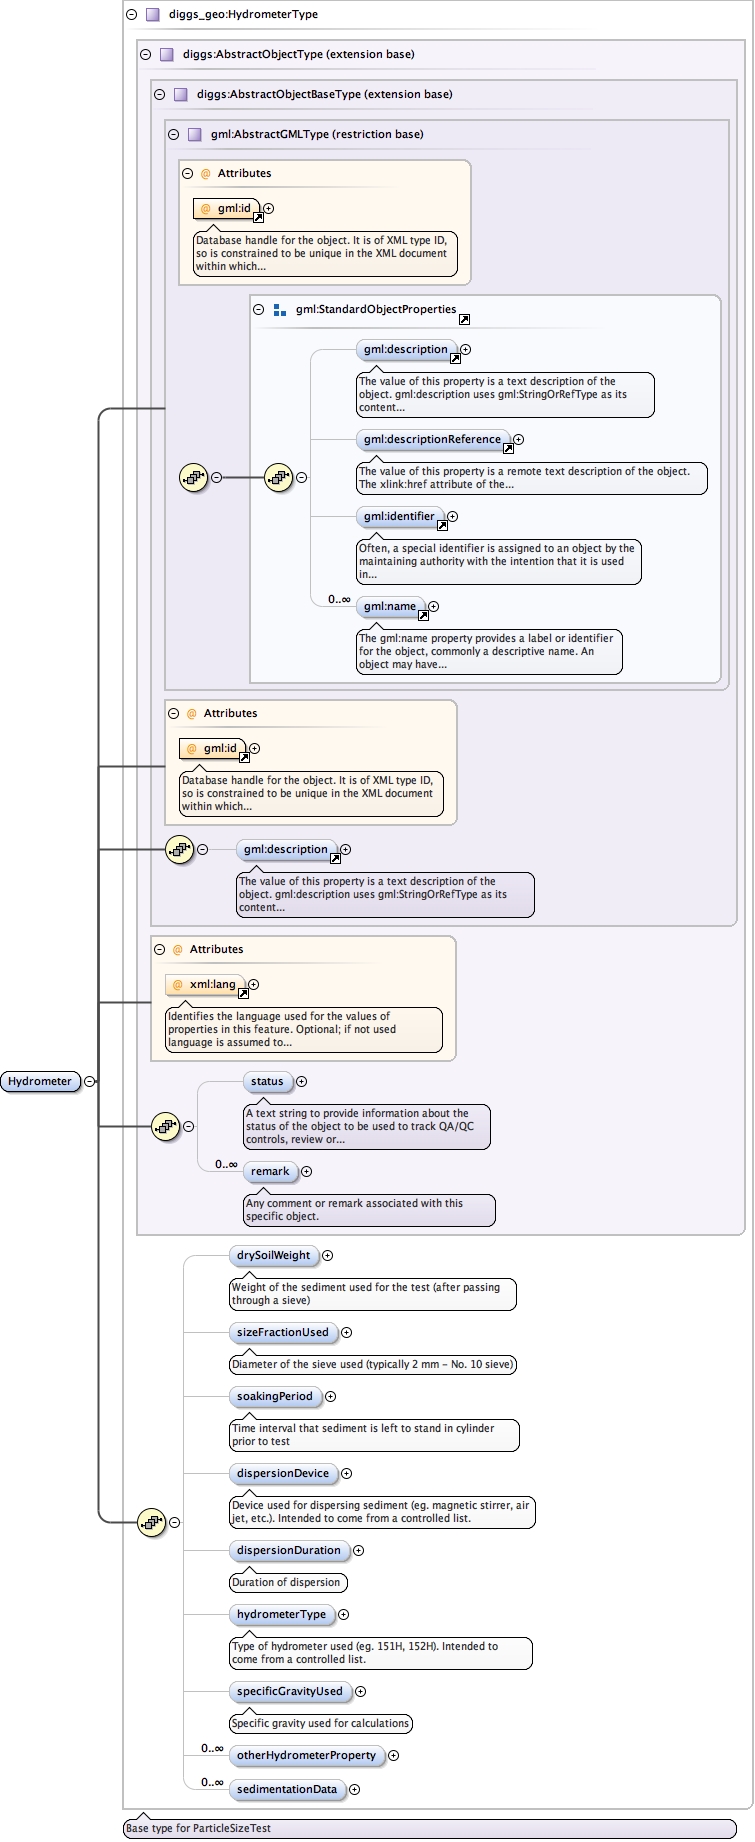 diggs_geo:HydrometerType
diggs:AbstractObjectType (extension base)
diggs:AbstractObjectBaseType (extension base)
gml:AbstractGMLType (restriction base)
@ Attributes
@ gml:id
Database handle for the object. It is of XML type ID,
so is constrained to be unique in the XML document
within which...
gml:StandardObjectProperties
gml:description
The value of this property is a text description of the
object. gml:description uses gml:StringOrRefType as its
content...
gml:descriptionReference
The value of this property is a remote text description of the object.
The xlink:href attribute of the...
gml:identifier
Often, a special identifier is assigned to an object by the
maintaining authority with the intention that it is used
in...
0..∞
gml:name
The gml:name property provides a label or identifier
for the object, commonly a descriptive name. An
object may have...
@ Attributes
@ gml:id
Database handle for the object. It is of XML type ID,
so is constrained to be unique in the XML document
within which...
gml:description
The value of this property is a text description of the
object. gml:description uses gml:StringOrRefType as its
content...
@ Attributes
@ xml:lang
Identifies the language used for the values of
properties in this feature. Optional; if not used
language is assumed to...
Hydrometer
status
A text string to provide information about the
status of the object to be used to track QA/QC
controls, review or...
0..∞
remark
Any comment or remark associated with this
specific object.
drySoilWeight
Weight of the sediment used for the test (after passing
through a sieve)
sizeFractionUsed
Diameter of the sieve used (typically 2 mm – No. 10 sieve)
soakingPeriod
Time interval that sediment is left to stand in cylinder
prior to test
dispersionDevice
Device used for dispersing sediment (eg. magnetic stirrer, air
jet, etc.). Intended to come from a controlled list.
dispersionDuration
Duration of dispersion
hydrometerType
Type of hydrometer used (eg. 151H, 152H). Intended to
come from a controlled list.
specificGravityUsed
Specific gravity used for calculations
0..∞
otherHydrometerProperty
0..∞
sedimentationData
Base type for ParticleSizeTest